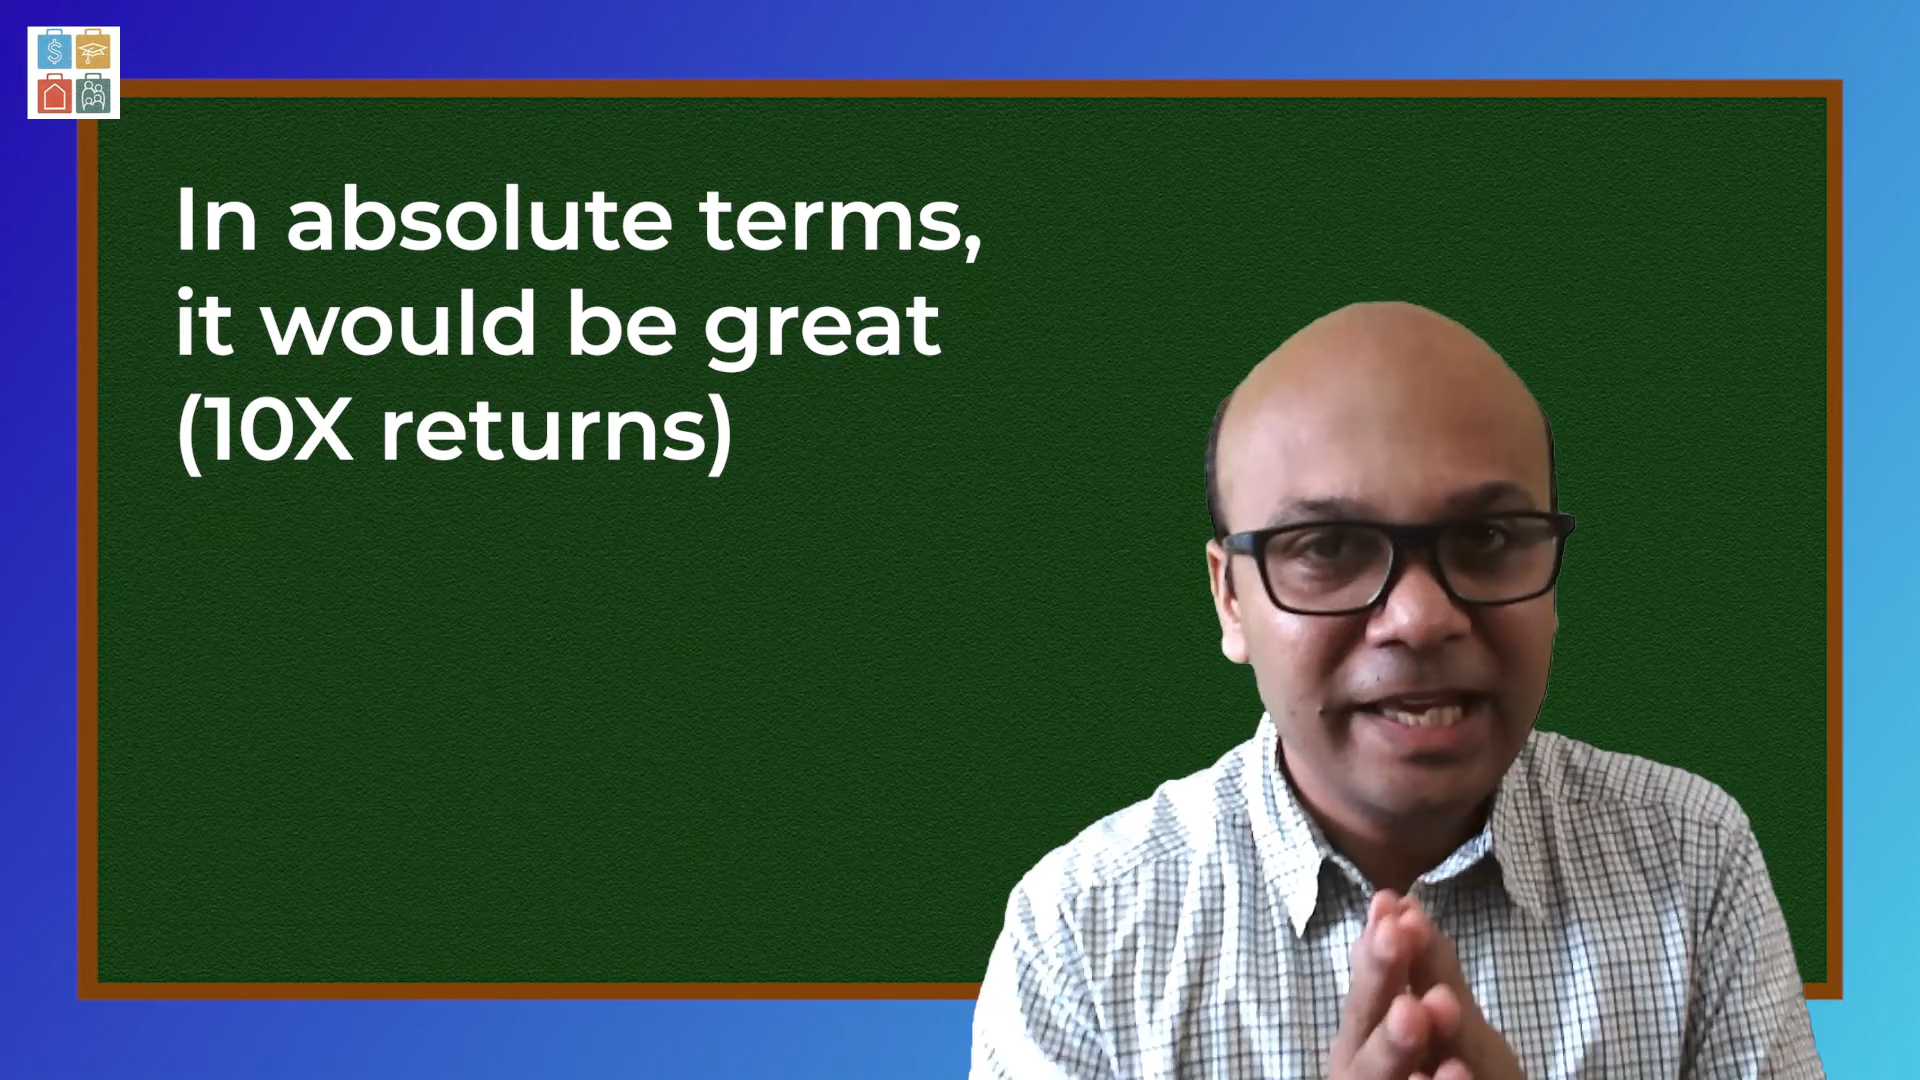 In absolute terms,
it would be great
(10X returns)